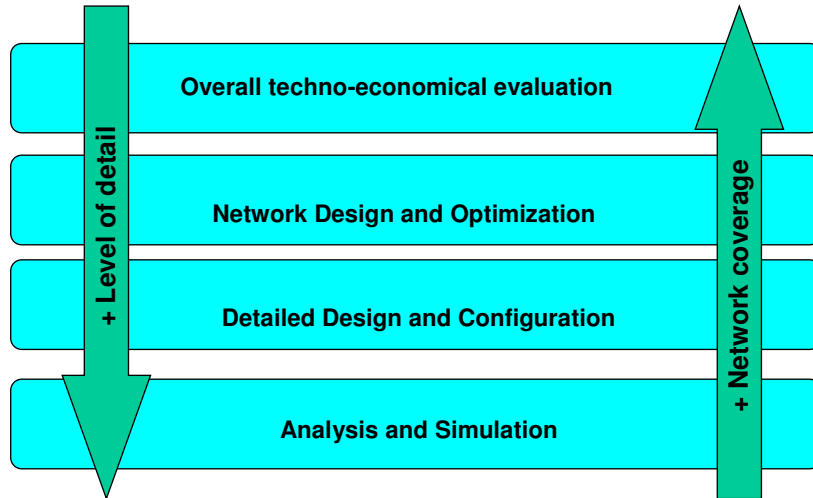 Overall techno-economical evaluation
Network Design and Optimization
Detailed Design and Configuration
Analysis and Simulation
+ Level of detail
+ Network coverage